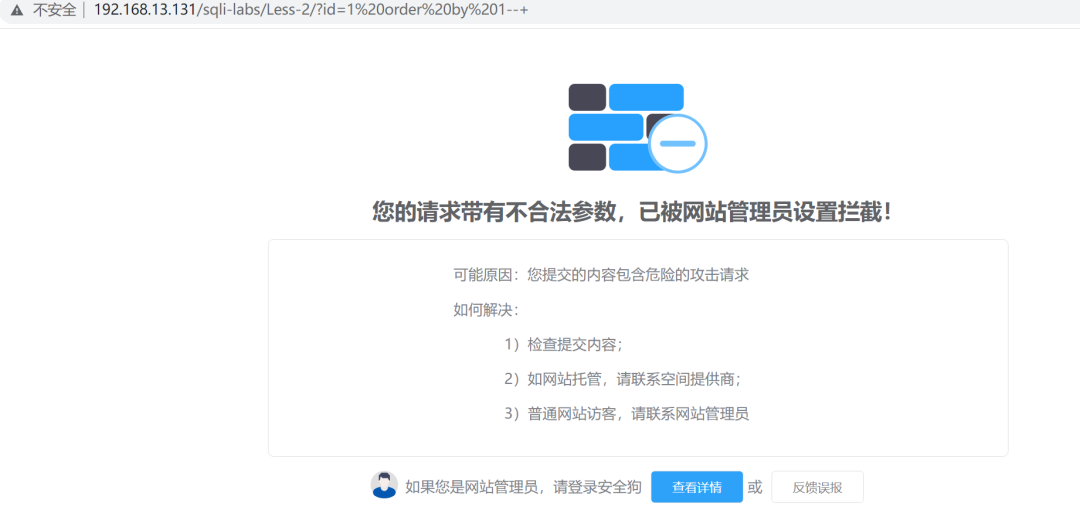 不安全 | 192.168.13.131/sqli-labs/Less-2/?id=1%20order%20by%201--+
您的请求带有不合法参数，已被网站管理员设置拦截！
可能原因：您提交的内容包含危险的攻击请求
如何解决：
1）检查提交内容；
2）如网站托管，请联系空间提供商；
3）普通网站访客，请联系网站管理员
如果您是网站管理员，请登录安全狗 查看详情 或 反馈误报